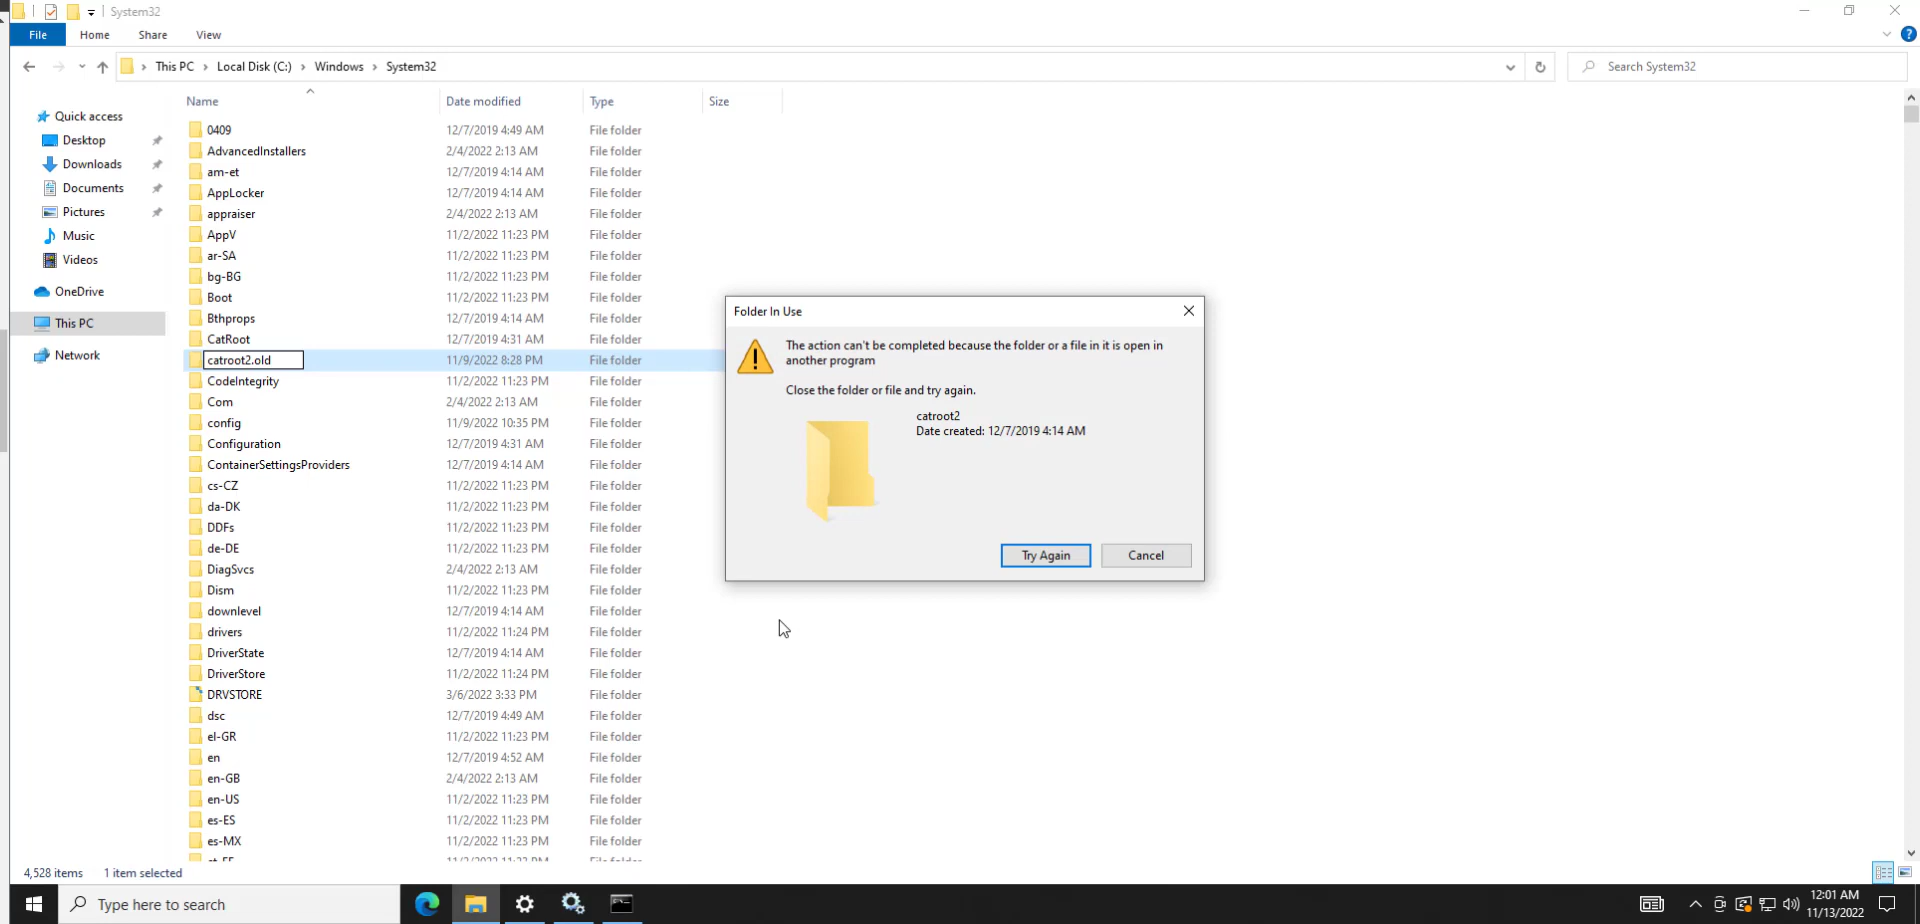 System32
File
Home
Share
View
This PC
Local Disk (C:)
Windows
System32
Search System32
Name
Date modified
Type
Size
Quick access
Desktop
Downloads
Documents
Pictures
Music
Videos
OneDrive
This PC
Network
0409 12/7/2019 4:49 AM File folder
AdvancedInstallers 2/4/2022 2:13 AM File folder
am-et 12/7/2019 4:14 AM File folder
AppLocker 12/7/2019 4:14 AM File folder
appraiser 2/4/2022 2:13 AM File folder
AppV 11/2/2022 11:23 PM File folder
ar-SA 11/2/2022 11:23 PM File folder
bg-BG 11/2/2022 11:23 PM File folder
Boot 11/2/2022 11:23 PM File folder
Bthprops 12/7/2019 4:14 AM File folder
CatRoot 12/7/2019 4:31 AM File folder
catroot2.old 11/9/2022 8:28 PM File folder
CodeIntegrity 11/2/2022 11:23 PM File folder
Com 2/4/2022 2:13 AM File folder
config 11/9/2022 10:35 PM File folder
Configuration 12/7/2019 4:31 AM File folder
ContainerSettingsProviders 12/7/2019 4:14 AM File folder
cs-CZ 11/2/2022 11:23 PM File folder
da-DK 11/2/2022 11:23 PM File folder
DDFs 11/2/2022 11:23 PM File folder
de-DE 11/2/2022 11:23 PM File folder
DiagSvcs 2/4/2022 2:13 AM File folder
Dism 11/2/2022 11:23 PM File folder
downlevel 12/7/2019 4:14 AM File folder
drivers 11/2/2022 11:24 PM File folder
DriverState 12/7/2019 4:14 AM File folder
DriverStore 11/2/2022 11:24 PM File folder
DRVSTORE 3/6/2022 3:33 PM File folder
dsc 12/7/2019 4:49 AM File folder
el-GR 11/2/2022 11:23 PM File folder
en 12/7/2019 4:52 AM File folder
en-GB 2/4/2022 2:13 AM File folder
en-US 11/2/2022 11:23 PM File folder
es-ES 11/2/2022 11:23 PM File folder
es-MX 11/2/2022 11:23 PM File folder
Folder In Use
The action can't be completed because the folder or a file in it is open in
another program
Close the folder or file and try again.
catroot2
Date created: 12/7/2019 4:14 AM
Try Again
Cancel
4,528 items
1 item selected
Type here to search
12:01 AM
11/13/2022